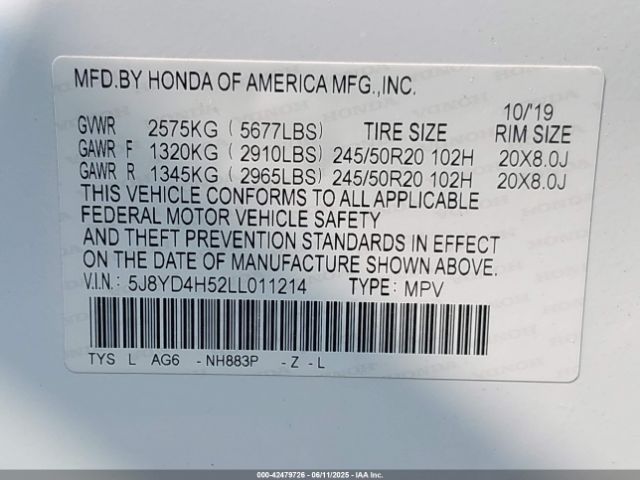 MFD.BY HONDA OF AMERICA MFG.,INC.
10/'19
GVWR 2575KG ( 5677LBS) TIRE SIZE RIM SIZE
GAWR F 1320KG ( 2910LBS) 245/50R20 102H 20X8.0J
GAWR R 1345KG ( 2965LBS) 245/50R20 102H 20X8.0J
THIS VEHICLE CONFORMS TO ALL APPLICABLE
FEDERAL MOTOR VEHICLE SAFETY
AND THEFT PREVENTION STANDARDS IN EFFECT
ON THE DATE OF MANUFACTURE SHOWN ABOVE.
V.I.N.: 5J8YD4H52LL011214 TYPE: MPV
TYS L AG6 - NH883P - Z - L
000-42479726 - 06/11/2025 - IAA Inc.